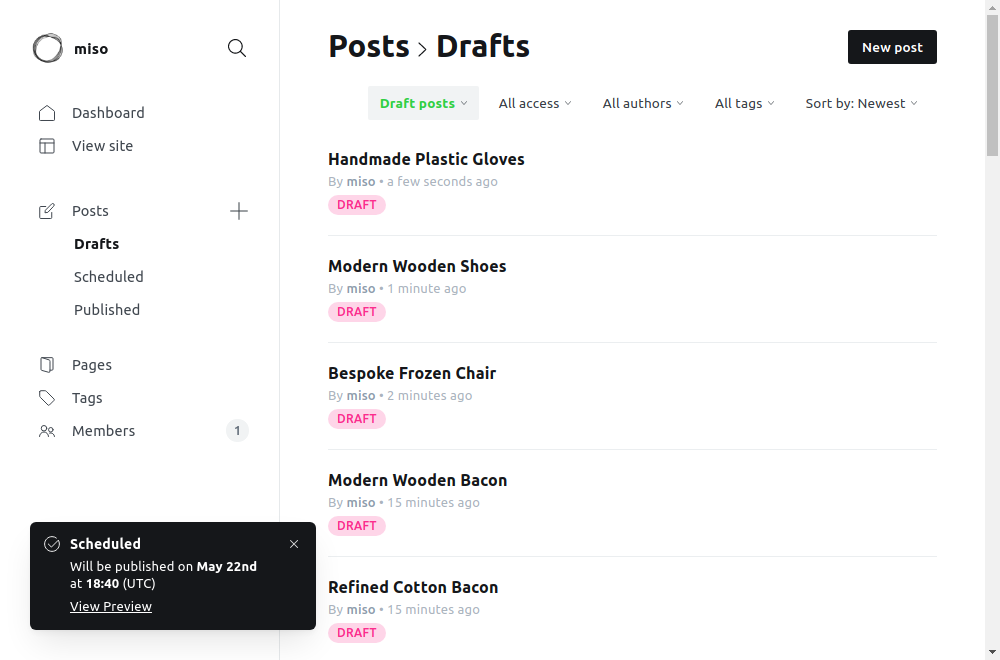 miso
Dashboard
View site
Posts
Drafts
Scheduled
Published
Pages
Tags
Members 1
Scheduled
Will be published on May 22nd
at 18:40 (UTC)
View Preview
Posts › Drafts
New post
Draft posts
All access
All authors
All tags
Sort by: Newest
Handmade Plastic Gloves
By miso • a few seconds ago
DRAFT
Modern Wooden Shoes
By miso • 1 minute ago
DRAFT
Bespoke Frozen Chair
By miso • 2 minutes ago
DRAFT
Modern Wooden Bacon
By miso • 15 minutes ago
DRAFT
Refined Cotton Bacon
By miso • 15 minutes ago
DRAFT